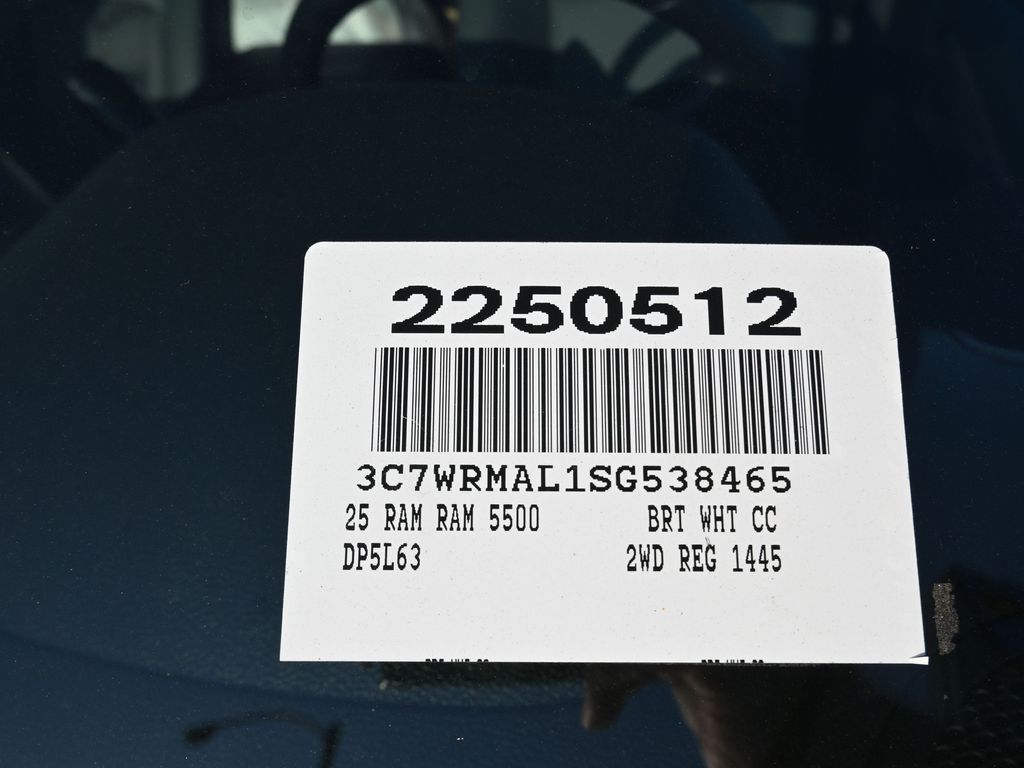 2250512
3C7WRMAL1SG538465
25 RAM RAM 5500 BRT WHT CC
DP5L63 2WD REG 1445